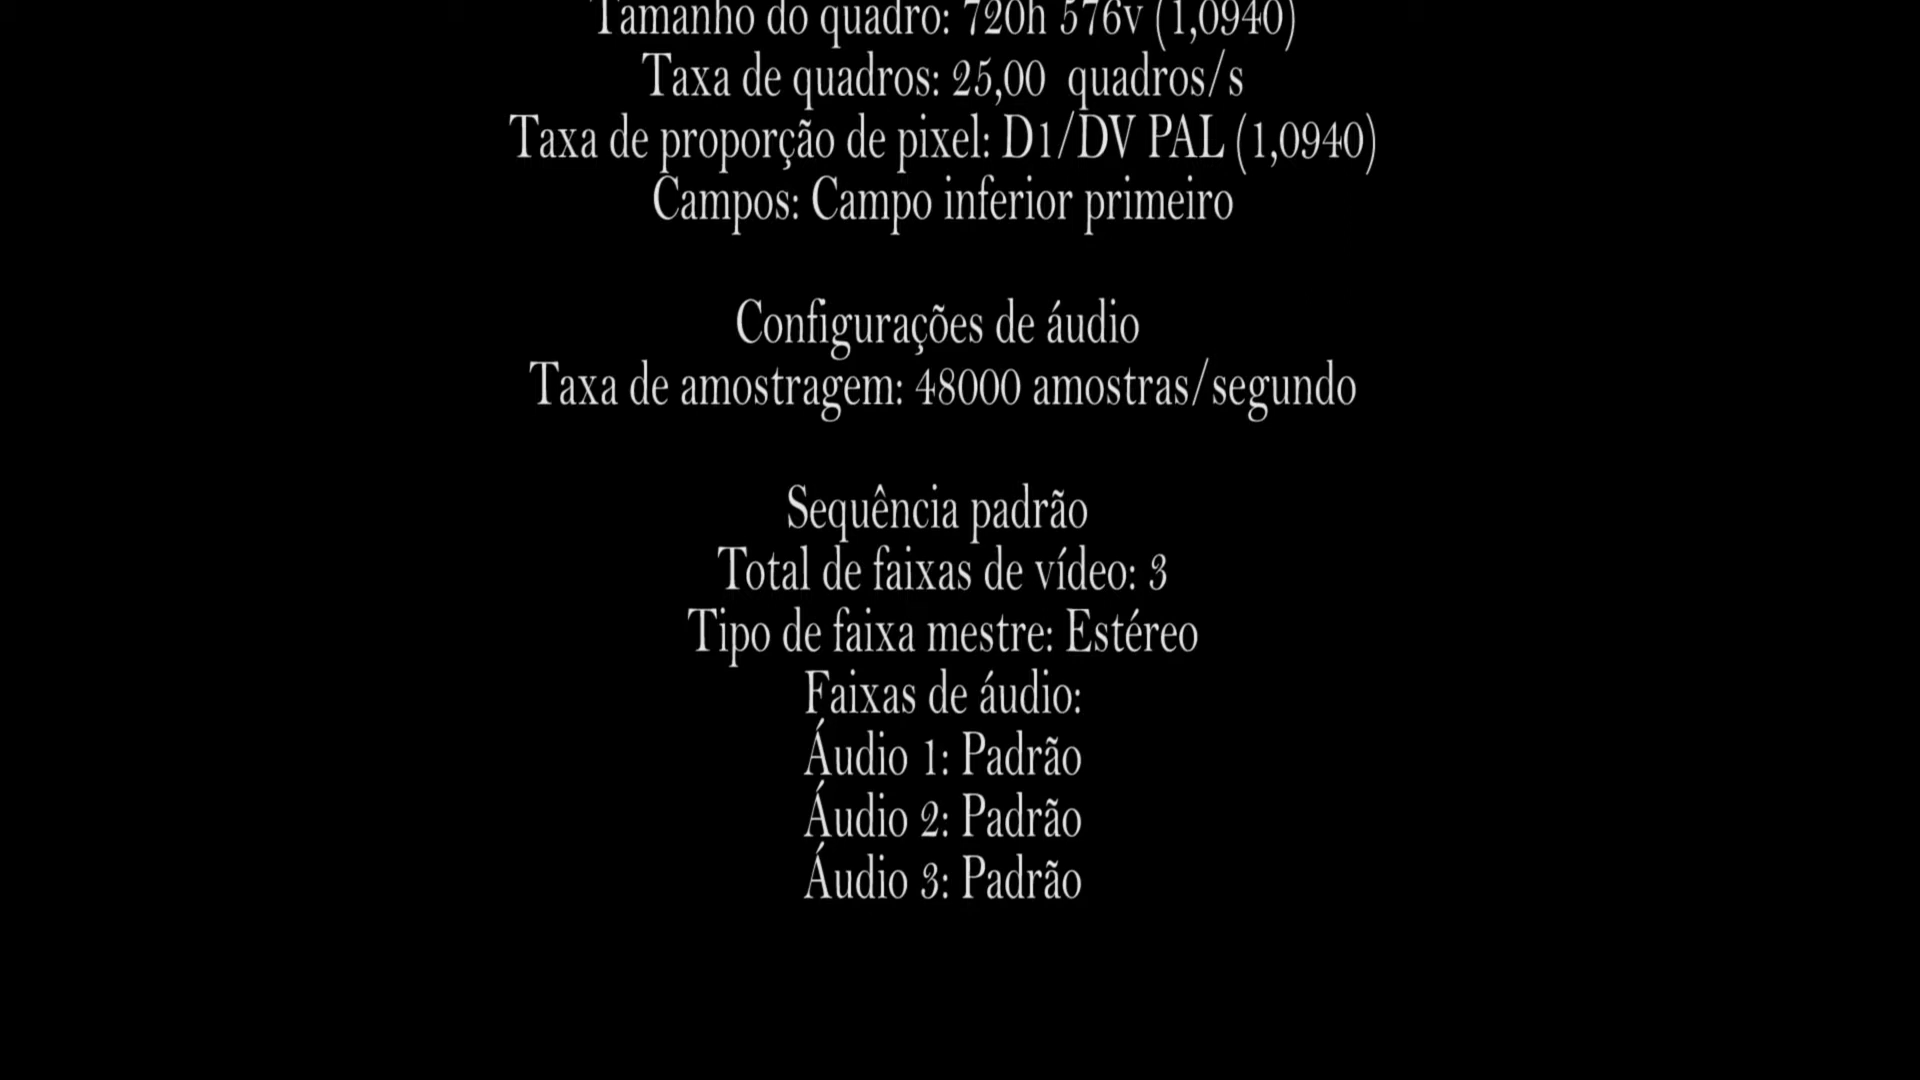 Tamanho do quadro: 720h 576v (1,0940)
Taxa de quadros: 25,00  quadros/s
Taxa de proporção de pixel: D1/DV PAL (1,0940)
Campos: Campo inferior primeiro
Configurações de áudio
Taxa de amostragem: 48000 amostras/segundo
Sequência padrão
Total de faixas de vídeo: 3
Tipo de faixa mestre: Estéreo
Faixas de áudio:
Áudio 1: Padrão
Áudio 2: Padrão
Áudio 3: Padrão